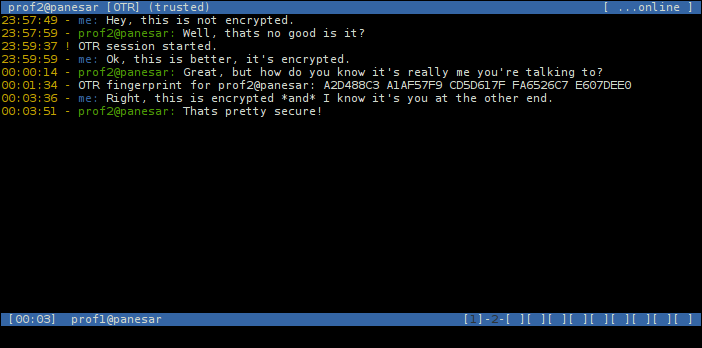 prof2@panesar [OTR] (trusted) [ ...online ]
23:57:49 - me: Hey, this is not encrypted.
23:57:59 - prof2@panesar: Well, thats no good is it?
23:59:37 ! OTR session started.
23:59:59 - me: Ok, this is better, it's encrypted.
00:00:14 - prof2@panesar: Great, but how do you know it's really me you're talking to?
00:01:34 - OTR fingerprint for prof2@panesar: A2D488C3 A1AF57F9 CD5D617F FA6526C7 E607DEE0
00:03:36 - me: Right, this is encrypted *and* I know it's you at the other end.
00:03:51 - prof2@panesar: Thats pretty secure!
[00:03] prof1@panesar [1]-2-[ ][ ][ ][ ][ ][ ][ ][ ]